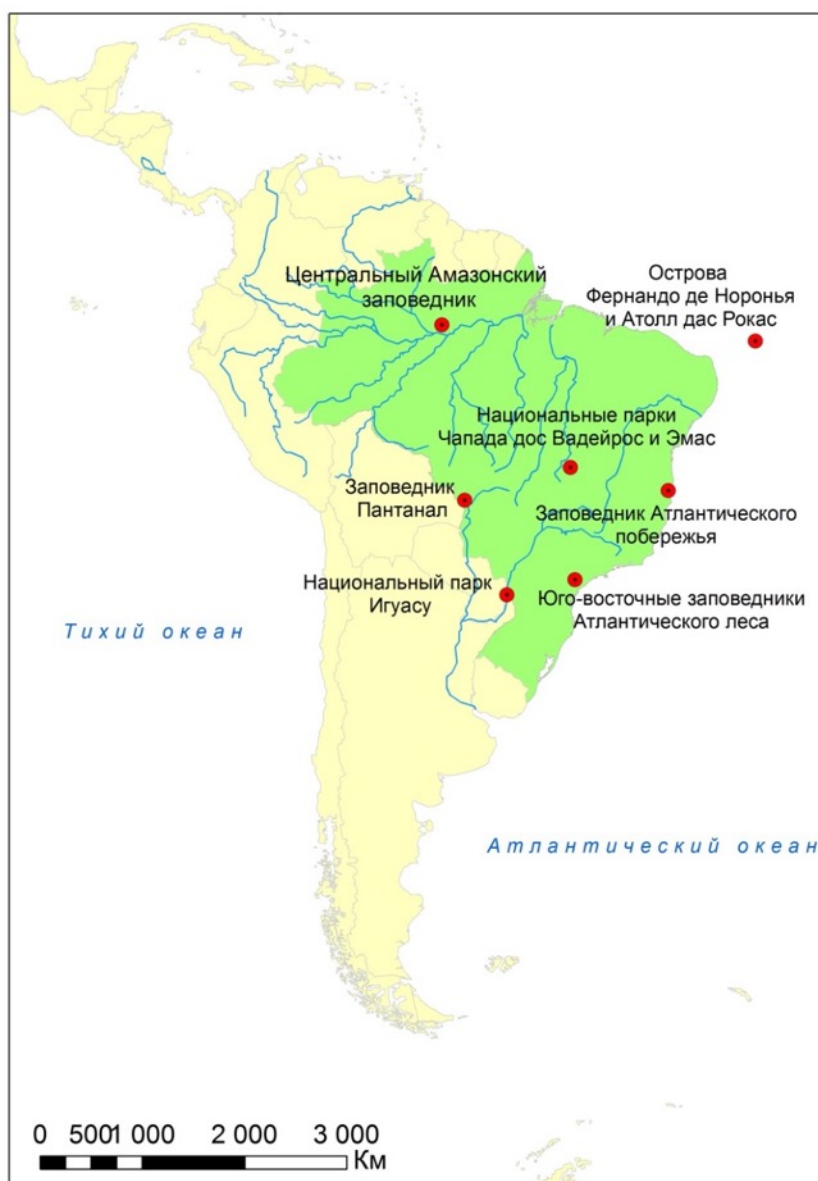 Центральный Амазонский
заповедник
Острова
Фернандо де Норонья
и Атолл дас Рокас
Национальные парки
Чапада дос Вадейрос и Эмас
Заповедник
Пантанал
Заповедник Атлантического
побережья
Национальный парк
Игуасу
Юго-восточные заповедники
Атлантического леса
Тихий океан
Атлантический океан
0 500 1 000 2 000 3 000
Км